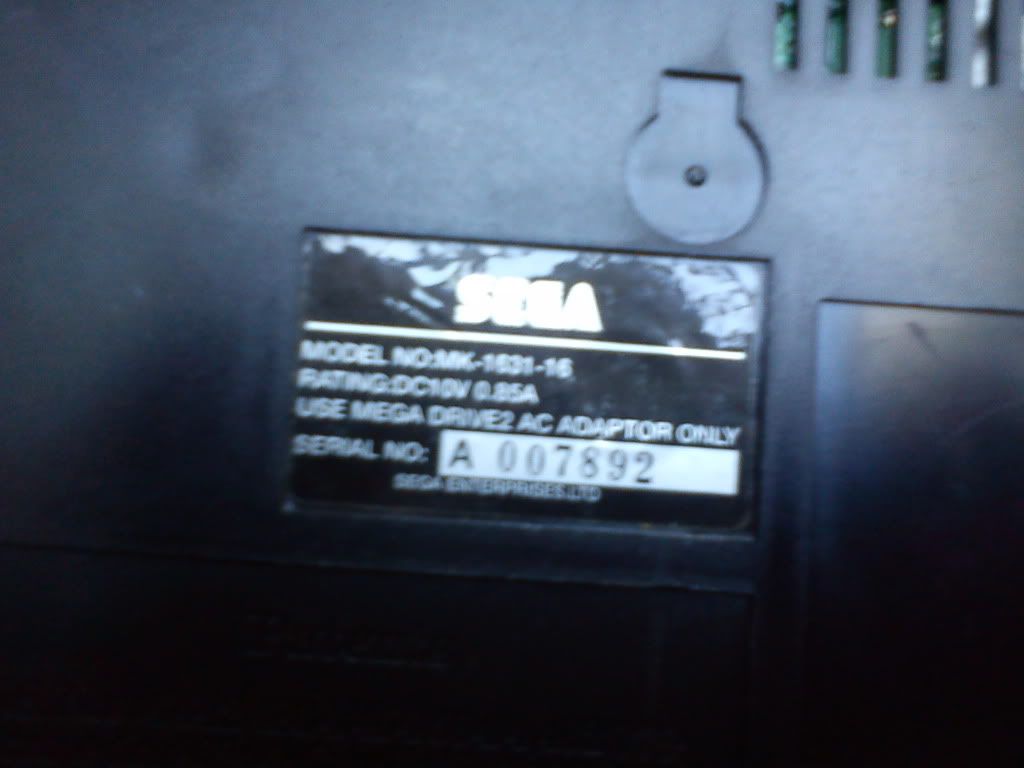 SEGA
MODEL NO:MK-1631-16
RATING:DC10V 0.85A
USE MEGA DRIVE2 AC ADAPTOR ONLY
SERIAL NO: A 007892
SEGA ENTERPRISES,LTD